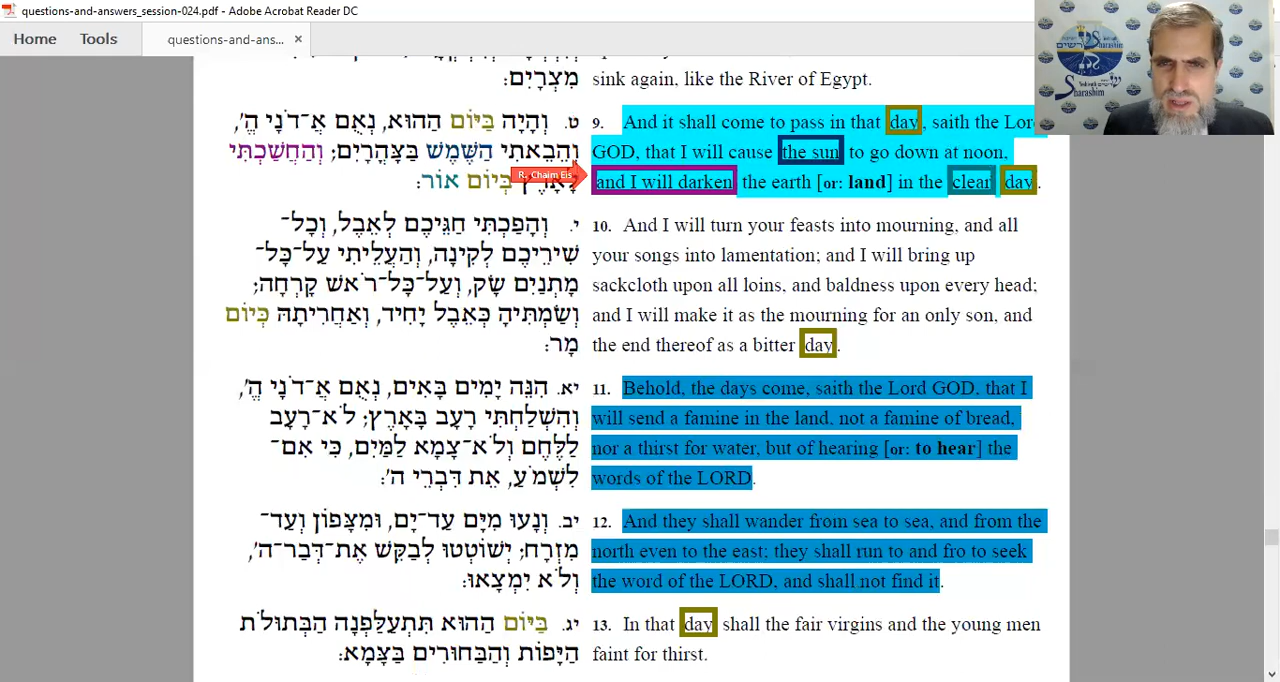 questions-and-answers_session-024.pdf - Adobe Acrobat Reader DC
Home Tools questions-and-ans... ×
שרשים
Sharashim
מִצְרָיִם:
sink again, like the River of Egypt.
ט. וְהָיָה בַּיּוֹם הַהוּא, נְאֻם אֲ־דֹנָי ה',
וְהֵבֵאתִי הַשֶּׁמֶשׁ בַּצָּהֳרָיִם; וְהַחֲשַׁכְתִּי
לָאָרֶץ בְּיוֹם אוֹר:
R. Chaim Eis
9. And it shall come to pass in that day, saith the Lord
GOD, that I will cause the sun to go down at noon,
and I will darken the earth [or: land] in the clear day.
י. וְהָפַכְתִּי חַגֵּיכֶם לְאֵבֶל, וְכָל־
שִׁירֵיכֶם לְקִינָה, וְהַעֲלֵיתִי עַל־כָּל־
מָתְנַיִם שָׂק, וְעַל־כָּל־רֹאשׁ קָרְחָה;
וְשַׂמְתִּיהָ כְּאֵבֶל יָחִיד, וְאַחֲרִיתָהּ כְּיוֹם
מָר:
10. And I will turn your feasts into mourning, and all
your songs into lamentation; and I will bring up
sackcloth upon all loins, and baldness upon every head;
and I will make it as the mourning for an only son, and
the end thereof as a bitter day.
יא. הִנֵּה יָמִים בָּאִים, נְאֻם אֲ־דֹנָי ה',
וְהִשְׁלַחְתִּי רָעָב בָּאָרֶץ; לֹא־רָעָב
לַלֶּחֶם וְלֹא־צָמָא לַמַּיִם, כִּי אִם־
לִשְׁמֹעַ, אֵת דִּבְרֵי ה':
11. Behold, the days come, saith the Lord GOD, that I
will send a famine in the land, not a famine of bread,
nor a thirst for water, but of hearing [or: to hear] the
words of the LORD.
יב. וְנָעוּ מִיָּם עַד־יָם, וּמִצָּפוֹן וְעַד־
מִזְרָח; יְשׁוֹטְטוּ לְבַקֵּשׁ אֶת־דְּבַר־ה',
וְלֹא יִמְצָאוּ:
12. And they shall wander from sea to sea, and from the
north even to the east; they shall run to and fro to seek
the word of the LORD, and shall not find it.
יג. בַּיּוֹם הַהוּא תִּתְעַלַּפְנָה הַבְּתוּלֹת
הַיָּפוֹת וְהַבַּחוּרִים בַּצָּמָא:
13. In that day shall the fair virgins and the young men
faint for thirst.